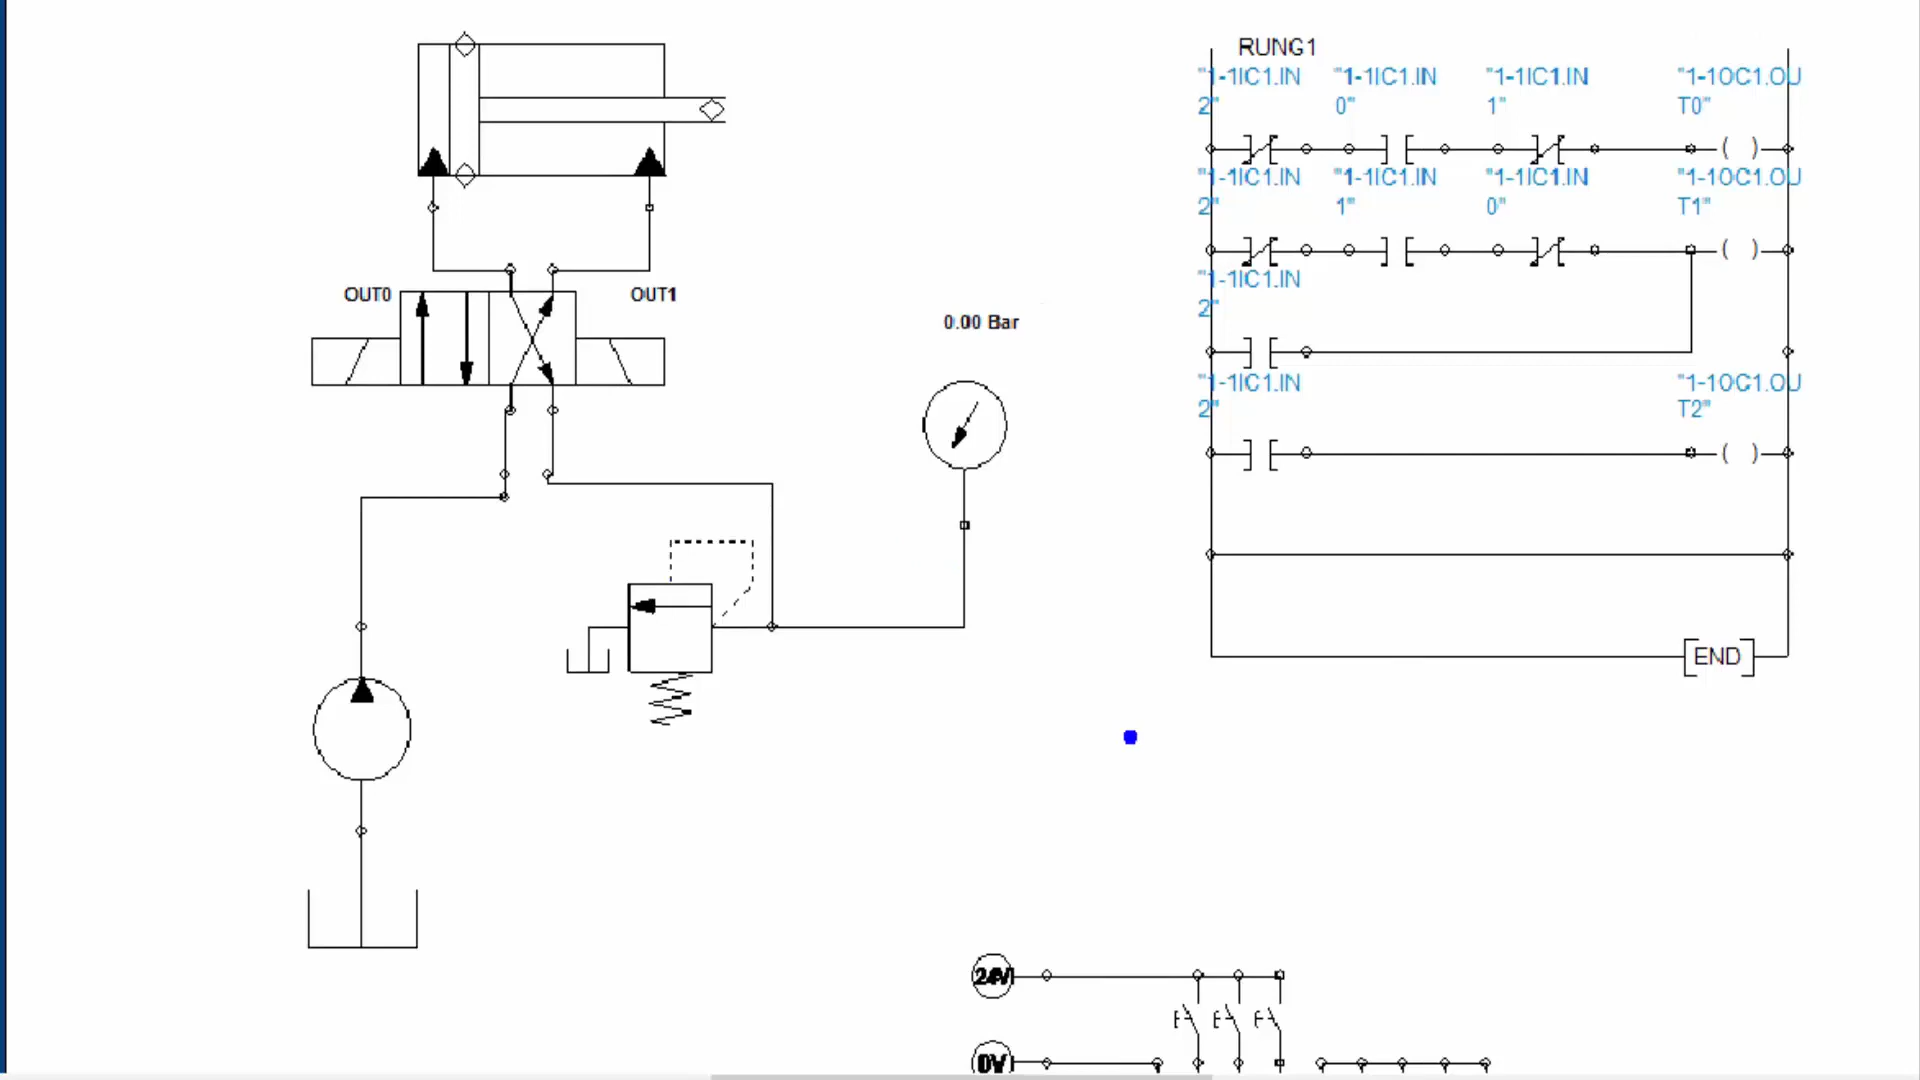 RUNG1
"1-1IC1.IN "1-1IC1.IN "1-1IC1.IN "1-1OC1.OU
2" 0" 1" T0"
"1-1IC1.IN "1-1IC1.IN "1-1IC1.IN "1-1OC1.OU
2" 1" 0" T1"
"1-1IC1.IN
2"
OUT0 OUT1
0.00 Bar
"1-1IC1.IN "1-1OC1.OU
2" T2"
END
24V
0V